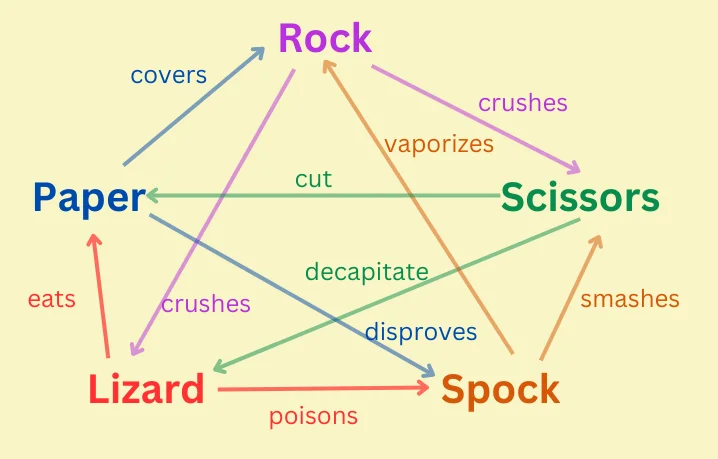 Rock
covers
crushes
vaporizes
cut
Paper
Scissors
decapitate
eats
crushes
smashes
disproves
Lizard
Spock
poisons